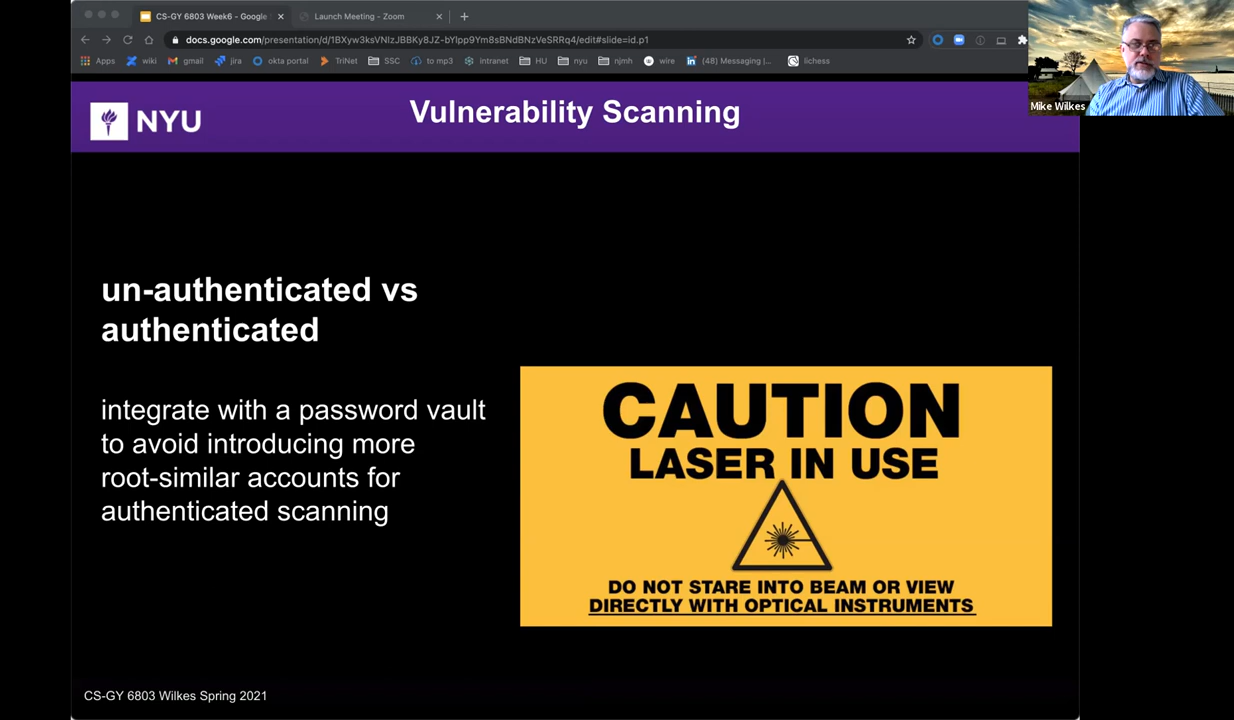 CS-GY 6803 Week6 - Google
Launch Meeting - Zoom
docs.google.com/presentation/d/1BXyw3ksVNlzJBBKy8JZ-bYlpp9Ym8sBNdBNzVeSRRq4/edit#slide=id.p1
Apps wiki gmail jira okta portal TriNet SSC to mp3 intranet HU nyu njmh wire (48) Messaging |... lichess
Mike Wilkes
NYU
Vulnerability Scanning
un-authenticated vs
authenticated
integrate with a password vault
to avoid introducing more
root-similar accounts for
authenticated scanning
CAUTION
LASER IN USE
DO NOT STARE INTO BEAM OR VIEW
DIRECTLY WITH OPTICAL INSTRUMENTS
CS-GY 6803 Wilkes Spring 2021